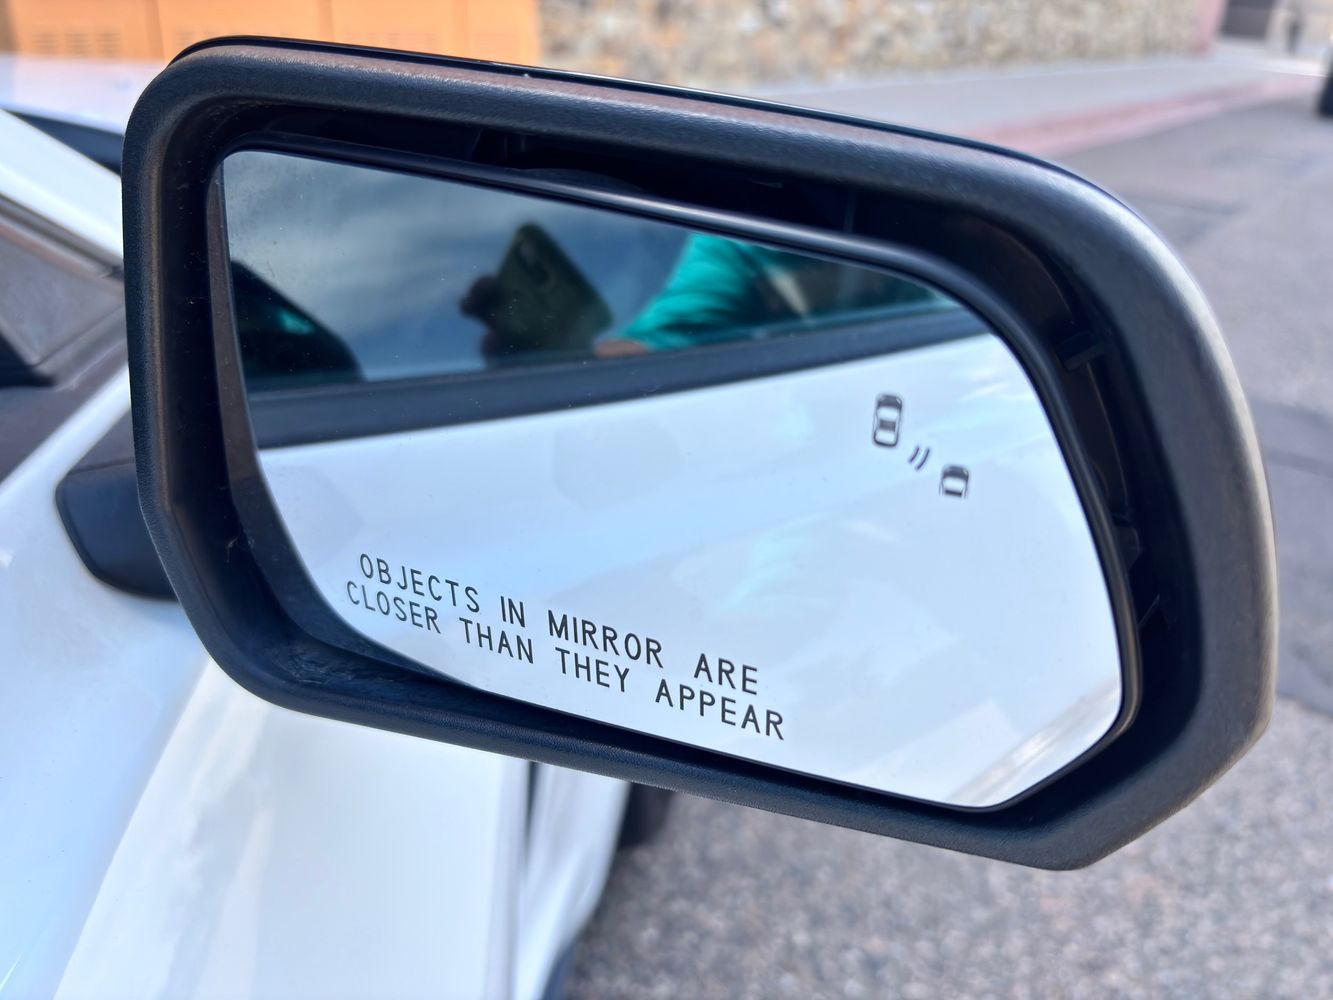 OBJECTS IN MIRROR ARE
CLOSER THAN THEY APPEAR